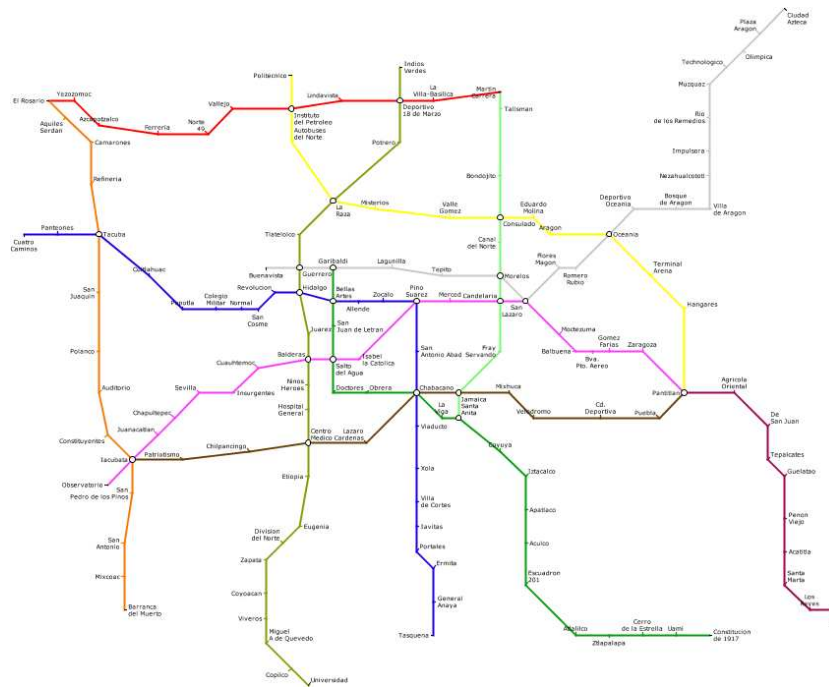 Ciudad
Azteca
Plaza
Aragon
Olimpica
Technologico
Muzquz
Rio
de los Remedios
Impulsera
Nezahualcototl
Villa
de Aragon
Bosque
de Aragon
Deportivo
Oceania
Oceania
Indios
Verdes
Politecnico
Lindavista
La
Villa-Basilica
Martin
Carrera
Deportivo
18 de Marzo
Instituto
del Petroleo
Autobuses
del Norte
Vallejo
Norte
45
Ferreria
Azcapotzalco
Yezozomoc
El Rosario
Aquiles
Serdan
Camarones
Refineria
Tacuba
Panteones
Cuatro
Caminos
Potrero
Talisman
Bondojito
La
Raza
Misterios
Valle
Gomez
Consulado
Eduardo
Molina
Aragon
Canal
del Norte
Terminal
Arena
Hangares
Flores
Magon
Romero
Rubio
Tlatelolco
Garibaldi
Lagunilla
Tepito
Morelos
Buenavista
Guerrero
Revolucion
Hidalgo
Cuitlahuac
Popotla
Colegio
Militar
Normal
San
Cosme
Bellas
Artes
Allende
Zocalo
Pino
Suarez
Merced
Candelaria
San
Lazaro
San
Juaquin
Polanco
Auditorio
Constituyentes
Juarez
San
Juan de Letran
Balderas
Salto
del Agua
Isabel
la Catolica
Cuauhtemoc
Insurgentes
Sevilla
Chapultepec
Juanacatlan
Tacubata
Observatoria
San
Antonio Abad
Fray
Servando
Moctezuma
Balbuena
Bva.
Pto. Aereo
Gomez
Farias
Zaragoza
Pantitlan
Agricola
Oriental
De
San Juan
Tepalcates
Guelatao
Penon
Viejo
Acatitla
Santa
Marta
Los
Reyes
Ninos
Heroes
Hospital
General
Doctores
Obrera
Chabacano
Jamaica
Santa
Anita
La
Viga
Mixhuca
Velodromo
Cd.
Deportiva
Puebla
Centro
Medico
Lazaro
Cardenas
Chilpancingo
Patriotismo
Viaducto
Xola
Villa
de Cortes
Javitas
Portales
Ermita
General
Anaya
Tasquena
Coyuya
Iztacalco
Apatlaco
Aculco
Escuadron
201
Atlalilco
Ztlapalapa
Cerro
de la Estrella
Uami
Constitucion
de 1917
San
Pedro de los Pinos
San
Antonio
Mixcoac
Barranca
del Muerto
Etiopia
Eugenia
Division
del Norte
Zapata
Coyoacan
Viveros
Miguel
A de Quevedo
Copilco
Universidad